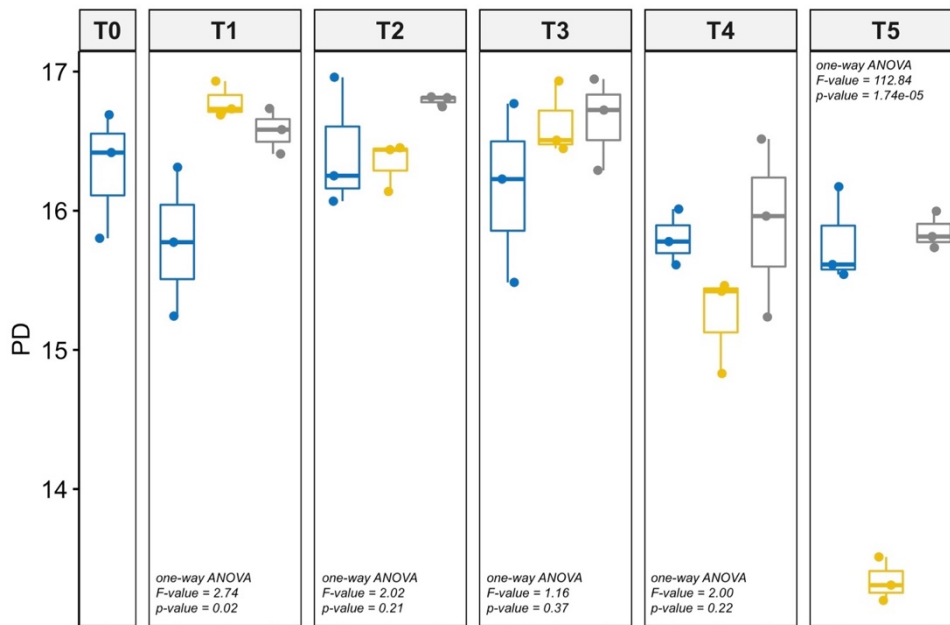 T0 T1 T2 T3 T4 T5
one-way ANOVA
F-value = 112.84
p-value = 1.74e-05
17
16
15
14
PD
one-way ANOVA
F-value = 2.74
p-value = 0.02
one-way ANOVA
F-value = 2.02
p-value = 0.21
one-way ANOVA
F-value = 1.16
p-value = 0.37
one-way ANOVA
F-value = 2.00
p-value = 0.22